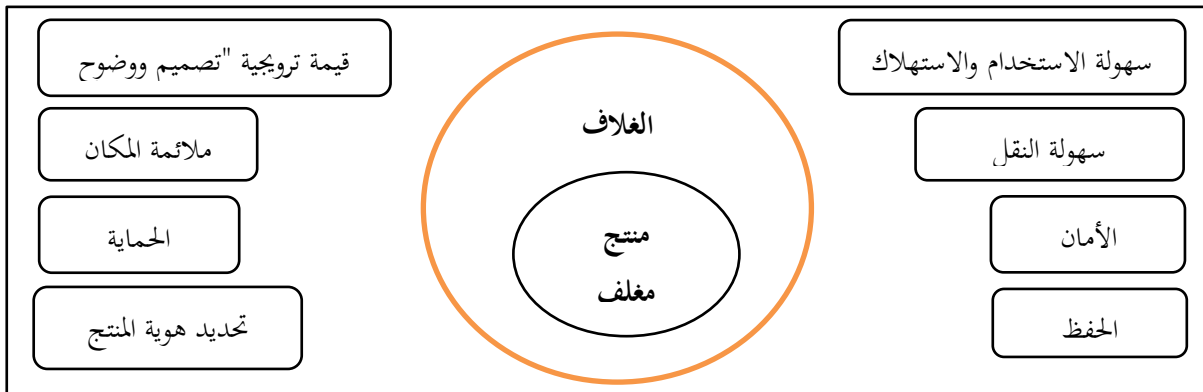 سهولة الاستخدام والاستهلاك
سهولة النقل
الأمان
الحفظ
الغلاف
منتج
مغلف
قيمة ترويجية "تصميم ووضوح
ملائمة المكان
الحماية
تحديد هوية المنتج